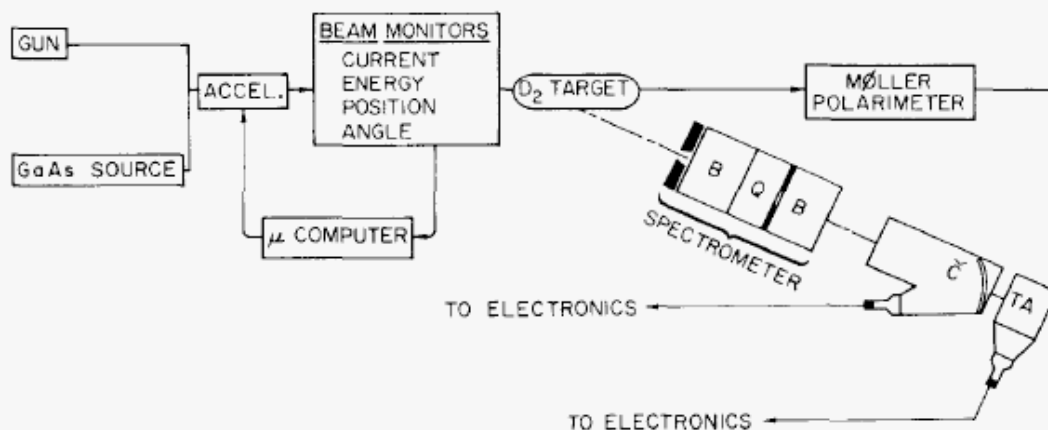 GUN
GaAs SOURCE
ACCEL.
BEAM MONITORS
CURRENT
ENERGY
POSITION
ANGLE
μ COMPUTER
D₂ TARGET
MØLLER
POLARIMETER
B
Q
B
SPECTROMETER
Č
TA
TO ELECTRONICS
TO ELECTRONICS